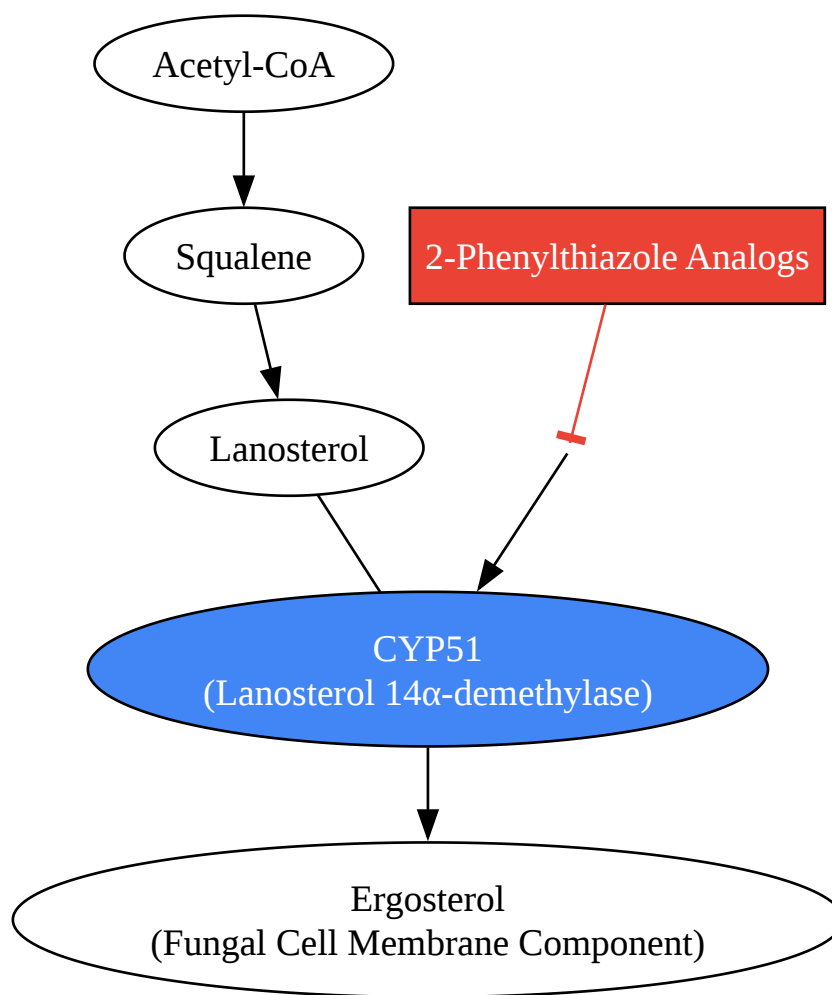 Acetyl-CoA
Squalene
2-Phenylthiazole Analogs
Lanosterol
CYP51
(Lanosterol 14α-demethylase)
Ergosterol
(Fungal Cell Membrane Component)